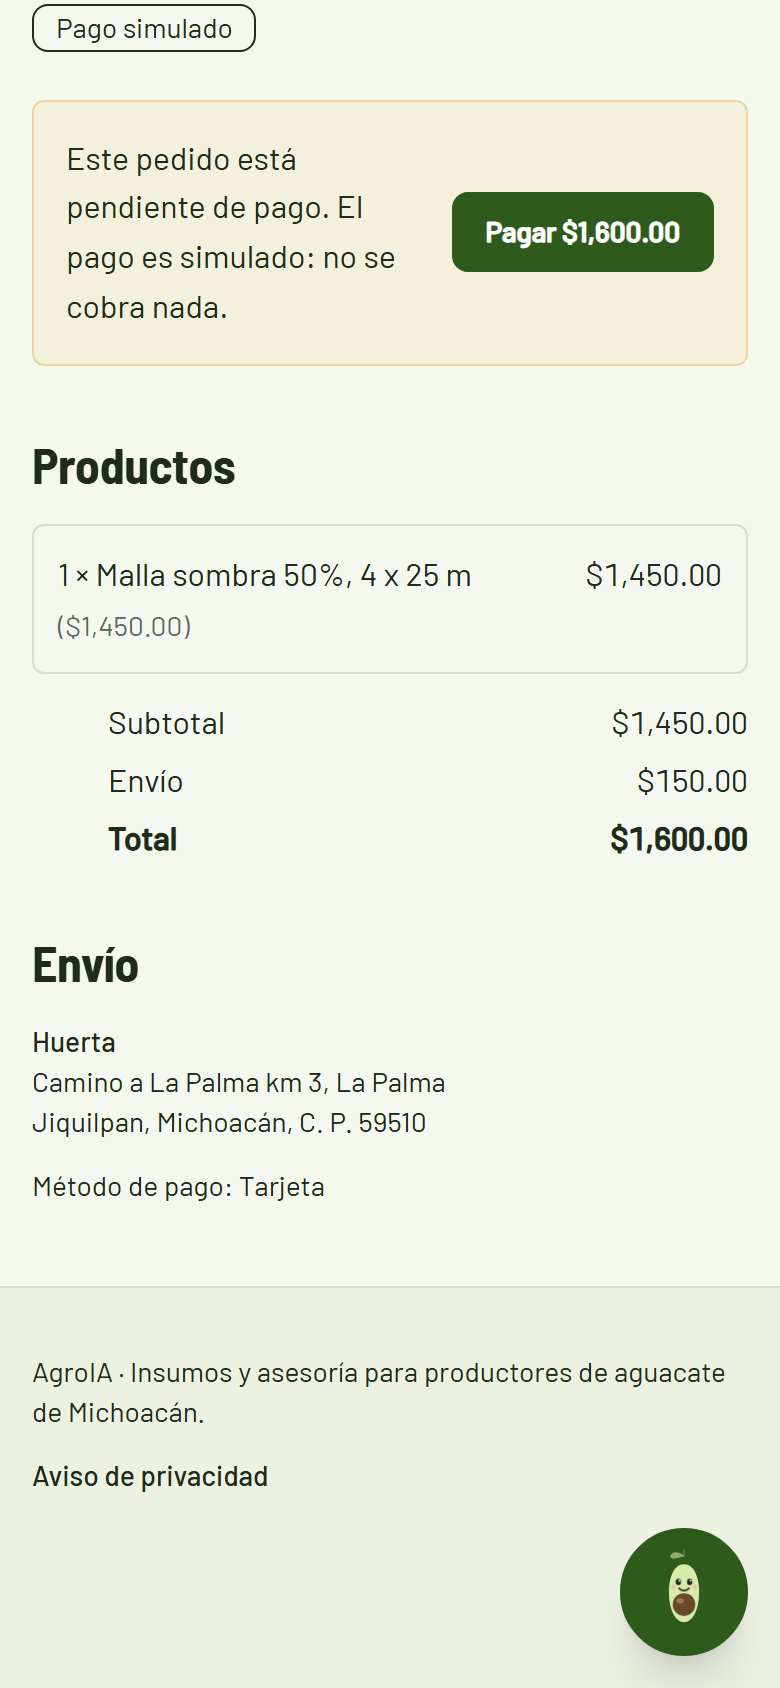 Pago simulado
Este pedido está
pendiente de pago. El
pago es simulado: no se
cobra nada.
Pagar $1,600.00
Productos
1 × Malla sombra 50%, 4 x 25 m $1,450.00
($1,450.00)
Subtotal $1,450.00
Envío $150.00
Total $1,600.00
Envío
Huerta
Camino a La Palma km 3, La Palma
Jiquilpan, Michoacán, C. P. 59510
Método de pago: Tarjeta
AgroIA · Insumos y asesoría para productores de aguacate
de Michoacán.
Aviso de privacidad